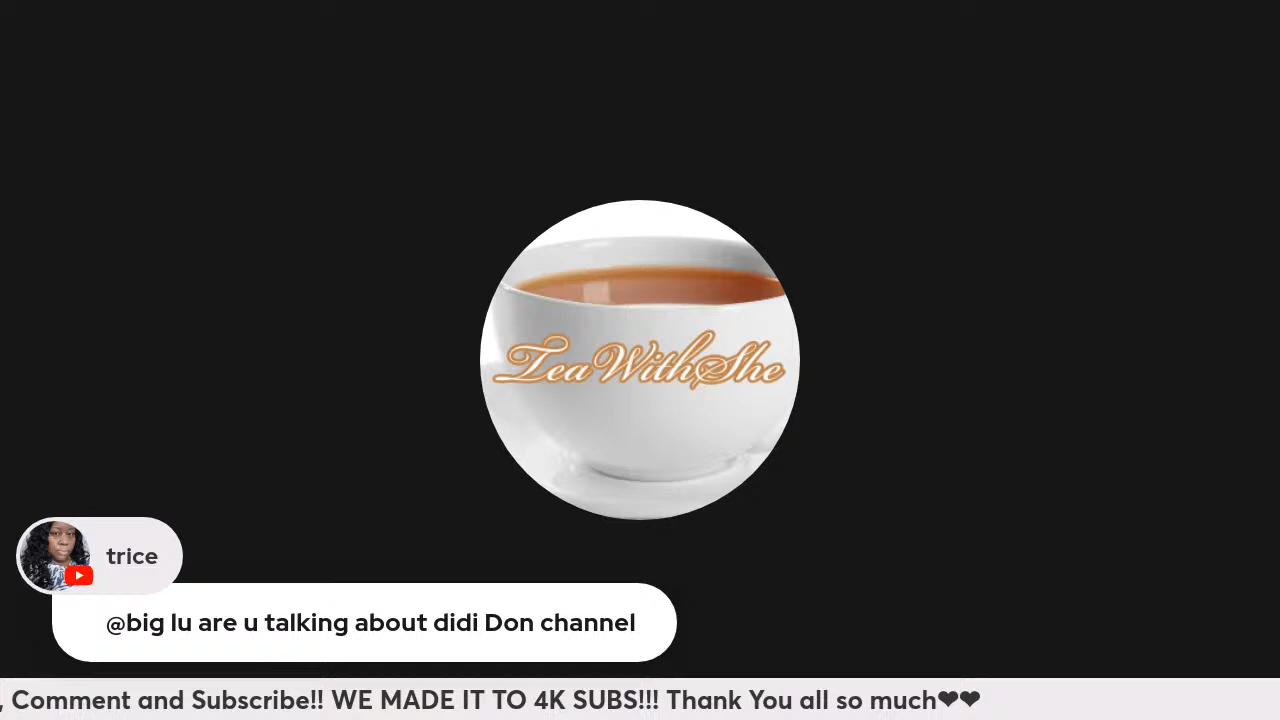 TeaWithShe
trice
@big lu are u talking about didi Don channel
, Comment and Subscribe!! WE MADE IT TO 4K SUBS!!! Thank You all so much❤❤